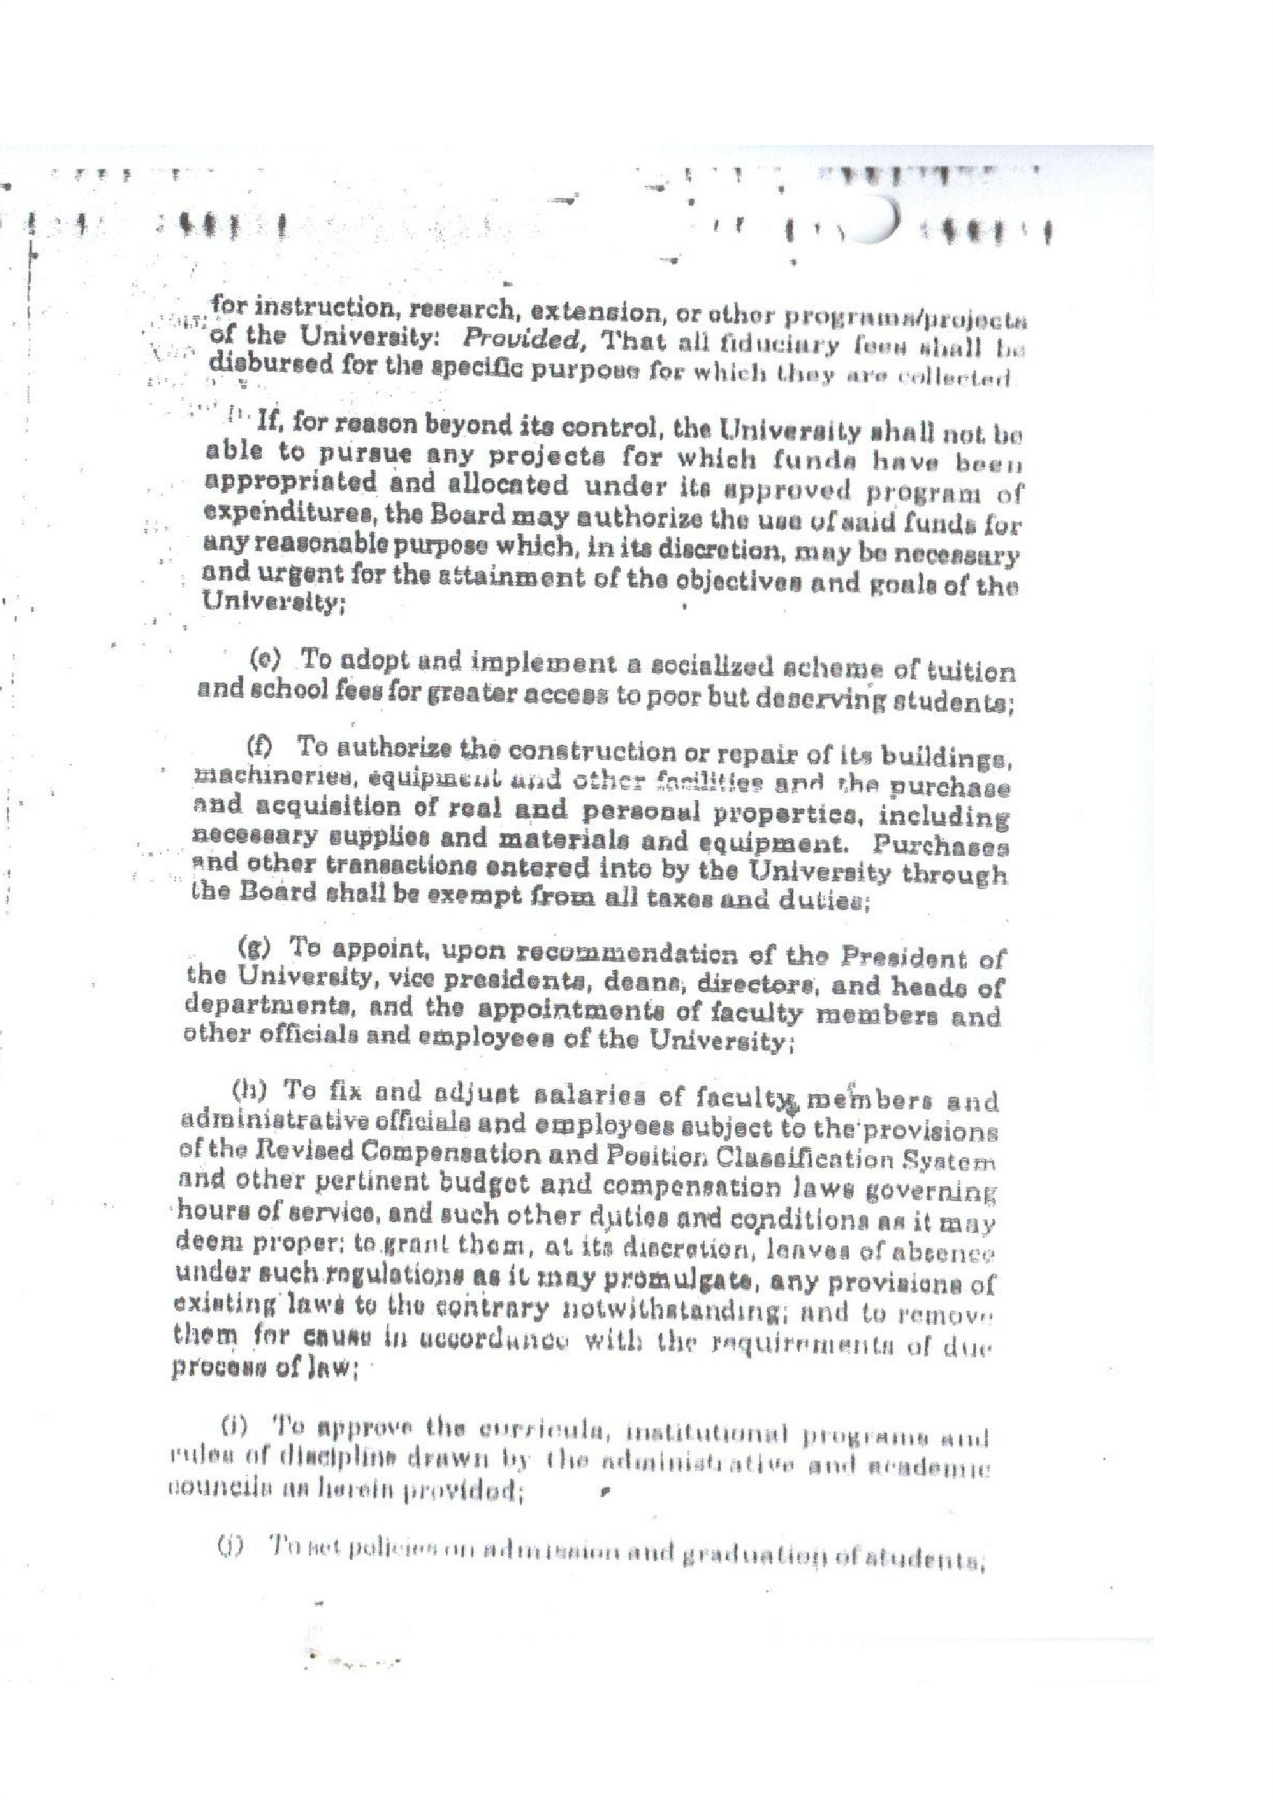 for instruction, research, extension, or other programs/projects
of the University: Provided, That all fiduciary fees shall be
disbursed for the specific purpose for which they are collected
If, for reason beyond its control, the University shall not be
able to pursue any projects for which funds have been
appropriated and allocated under its approved program of
expenditures, the Board may authorize the use of said funds for
any reasonable purpose which, in its discretion, may be necessary
and urgent for the attainment of the objectives and goals of the
University;
(e) To adopt and implement a socialized scheme of tuition
and school fees for greater access to poor but deserving students;
(f) To authorize the construction or repair of its buildings,
machineries, equipment and other facilities and the purchase
and acquisition of real and personal properties, including
necessary supplies and materials and equipment. Purchases
and other transactions entered into by the University through
the Board shall be exempt from all taxes and duties;
(g) To appoint, upon recommendation of the President of
the University, vice presidents, deans, directors, and heads of
departments, and the appointments of faculty members and
other officials and employees of the University;
(h) To fix and adjust salaries of faculty members and
administrative officials and employees subject to the provisions
of the Revised Compensation and Position Classification System
and other pertinent budget and compensation laws governing
hours of service, and such other duties and conditions as it may
deem proper; to grant them, at its discretion, leaves of absence
under such regulations as it may promulgate, any provisions of
existing laws to the contrary notwithstanding; and to remove
them for cause in accordance with the requirements of due
process of law;
(i) To approve the curricula, institutional programs and
rules of discipline drawn by the administrative and academic
councils as herein provided;
(j) To set policies on admission and graduation of students;